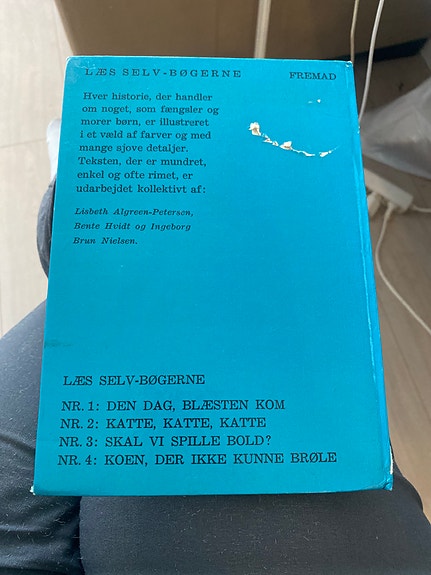 LÆS SELV-BØGERNE FREMAD
Hver historie, der handler
om noget, som fængsler og
morer børn, er illustreret
i et væld af farver og med
mange sjove detaljer.
Teksten, der er mundret,
enkel og ofte rimet, er
udarbejdet kollektivt af:
Lisbeth Algreen-Petersen,
Bente Hvidt og Ingeborg
Brun Nielsen.
LÆS SELV-BØGERNE
NR. 1: DEN DAG, BLÆSTEN KOM
NR. 2: KATTE, KATTE, KATTE
NR. 3: SKAL VI SPILLE BOLD?
NR. 4: KOEN, DER IKKE KUNNE BRØLE